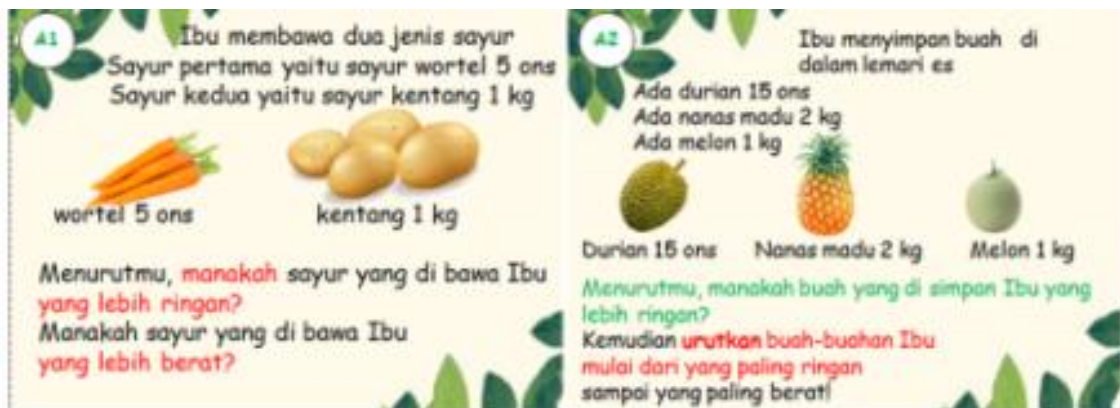 A1
Ibu membawa dua jenis sayur
Sayur pertama yaitu sayur wortel 5 ons
Sayur kedua yaitu sayur kentang 1 kg
wortel 5 ons
kentang 1 kg
Menurutmu, manakah sayur yang di bawa Ibu
yang lebih ringan?
Manakah sayur yang di bawa Ibu
yang lebih berat?
A2
Ibu menyimpan buah di
dalam lemari es
Ada durian 15 ons
Ada nanas madu 2 kg
Ada melon 1 kg
Durian 15 ons
Nanas madu 2 kg
Melon 1 kg
Menurutmu, manakah buah yang di simpan Ibu yang
lebih ringan?
Kemudian urutkan buah-buahan Ibu
mulai dari yang paling ringan
sampai yang paling berat!